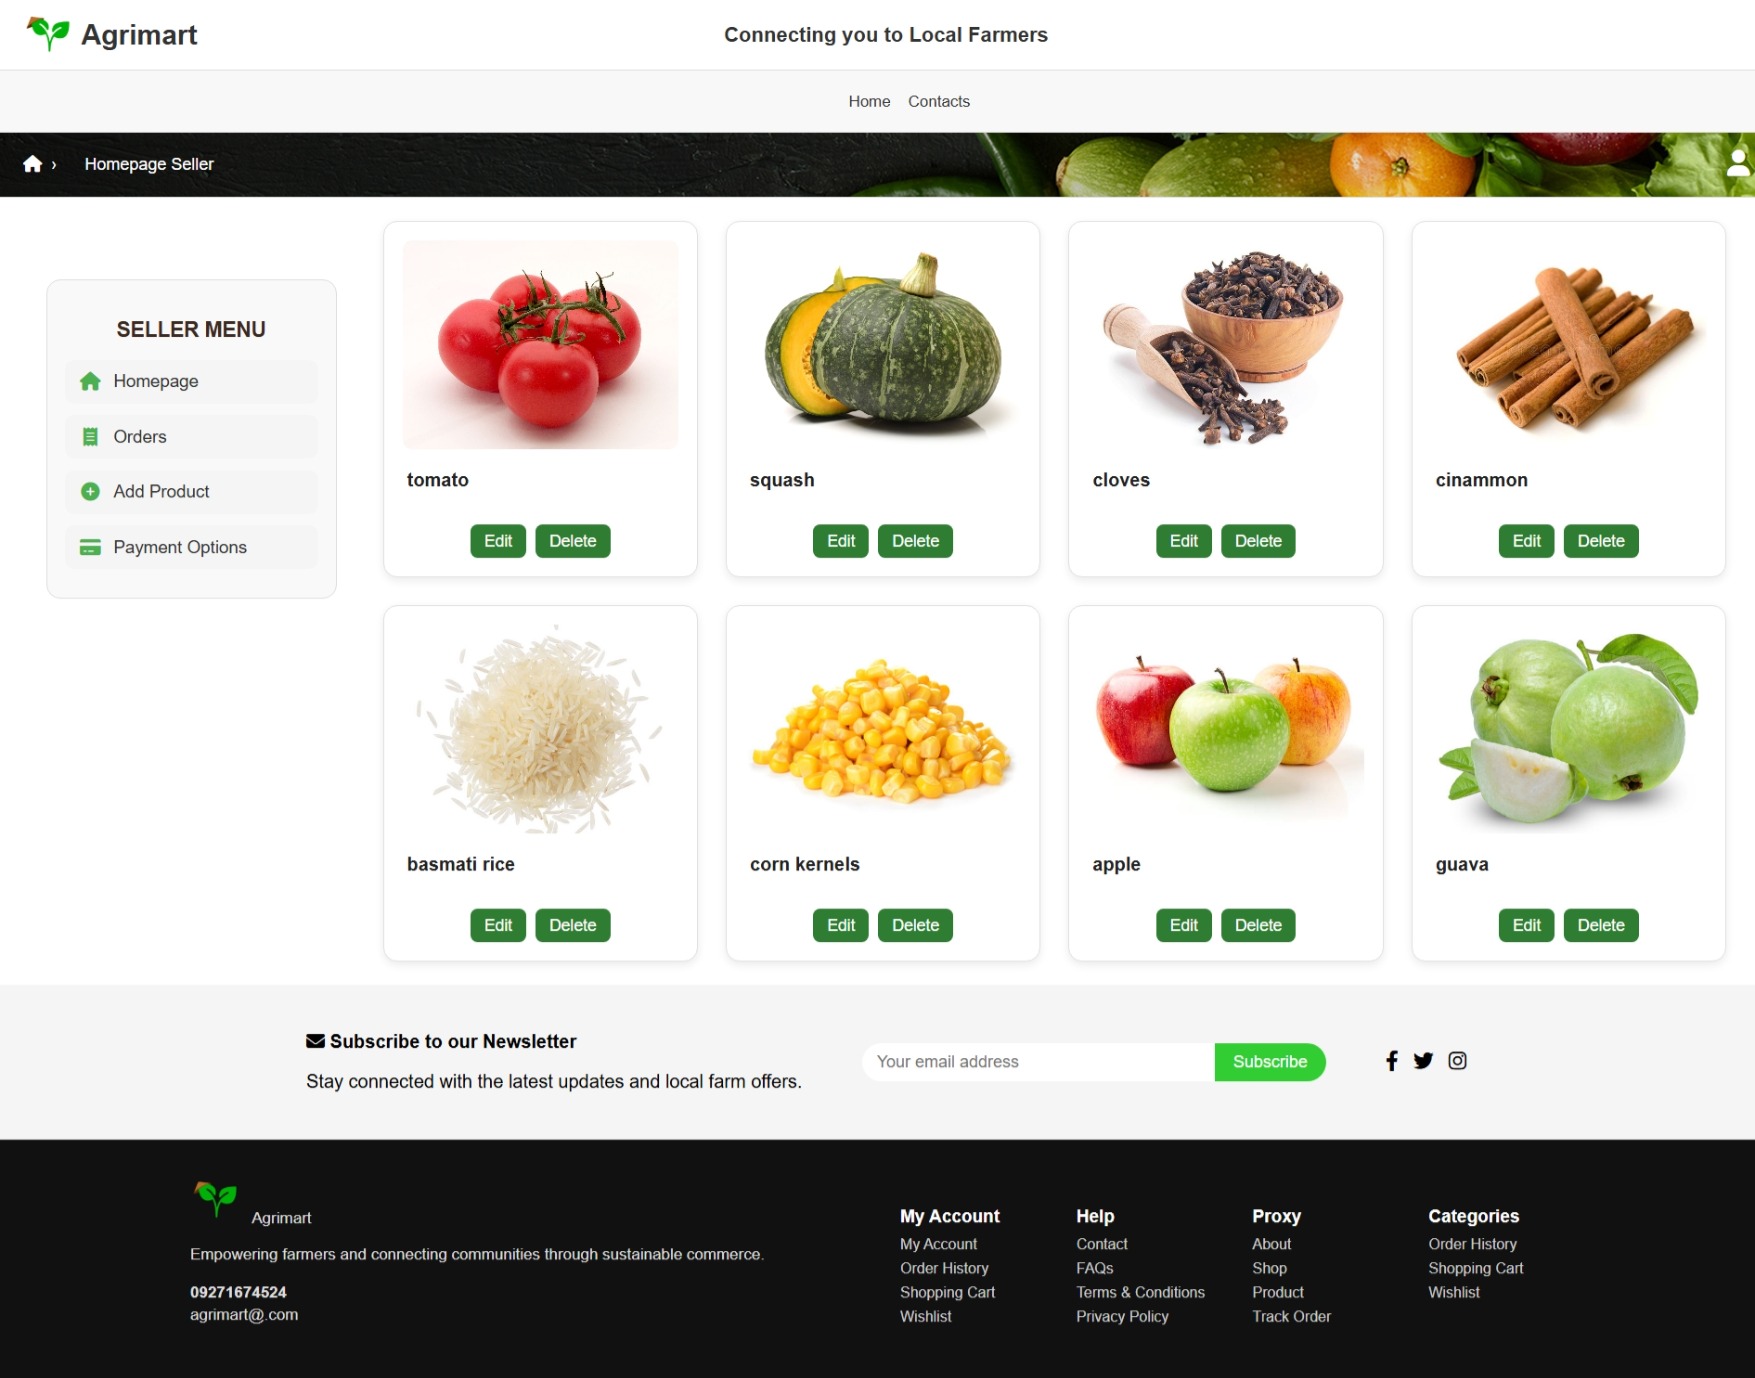 Agrimart
Connecting you to Local Farmers
Home Contacts
Homepage Seller
SELLER MENU
Homepage
Orders
Add Product
Payment Options
tomato
Edit Delete
squash
Edit Delete
cloves
Edit Delete
cinammon
Edit Delete
basmati rice
Edit Delete
corn kernels
Edit Delete
apple
Edit Delete
guava
Edit Delete
Subscribe to our Newsletter
Stay connected with the latest updates and local farm offers.
Your email address
Subscribe
Agrimart
Empowering farmers and connecting communities through sustainable commerce.
09271674524
agrimart@.com
My Account
My Account
Order History
Shopping Cart
Wishlist
Help
Contact
FAQs
Terms & Conditions
Privacy Policy
Proxy
About
Shop
Product
Track Order
Categories
Order History
Shopping Cart
Wishlist